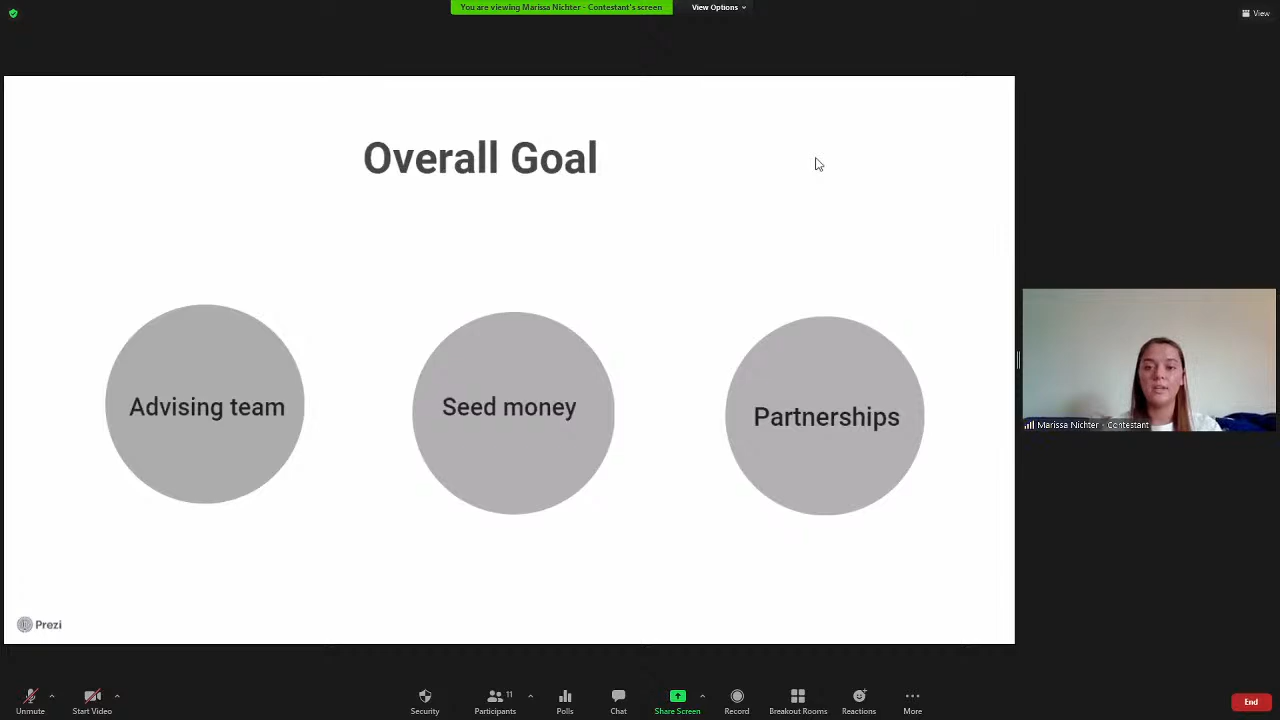 You are viewing Marissa Nichter - Contestant's screen
View Options
View
Overall Goal
Advising team
Seed money
Partnerships
Marissa Nichter - Contestant
Prezi
Unmute
Start Video
Security
Participants
11
Polls
Chat
Share Screen
Record
Breakout Rooms
Reactions
More
End